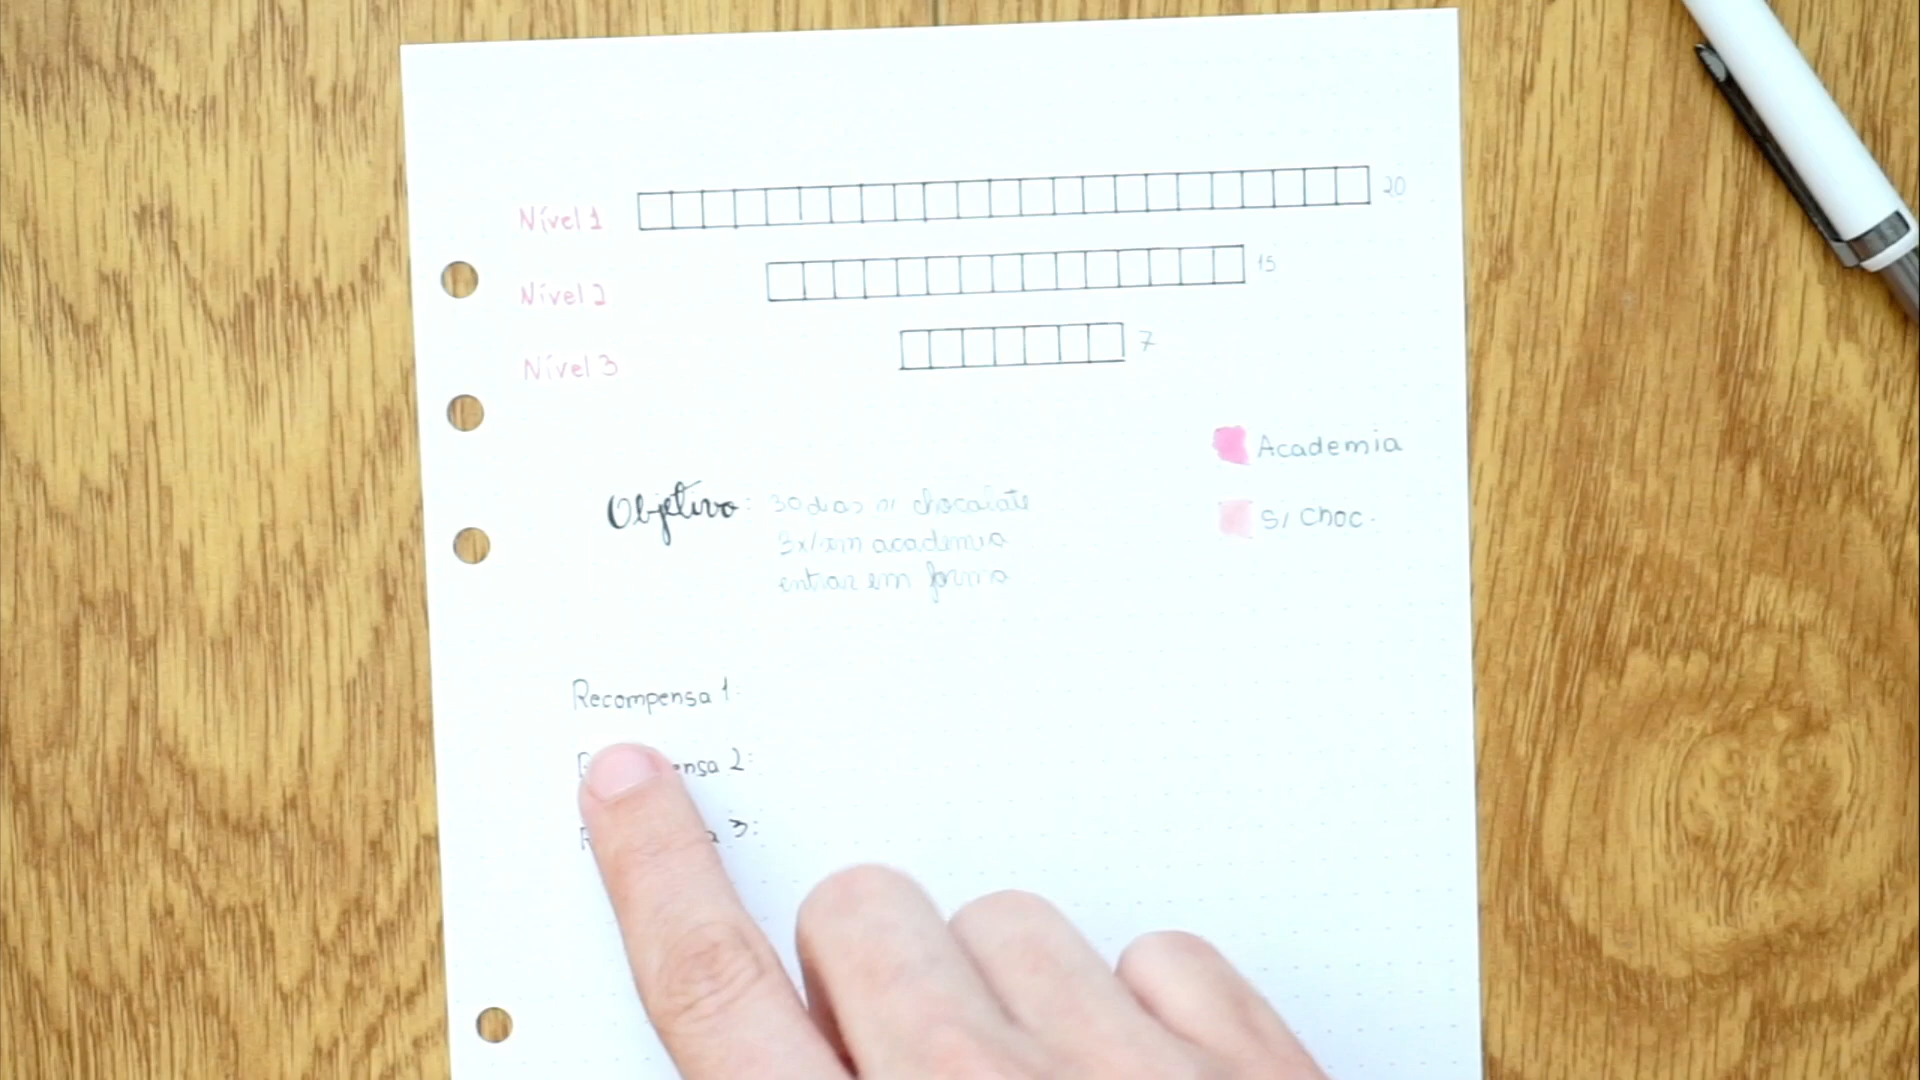 Nível 1 20
Nível 2 15
Nível 3 7
Academia
Objetivo: 30 dias s/ chocolate
S/ Choc.
3x/sem academia
entrar em forma
Recompensa 1:
2:
3: